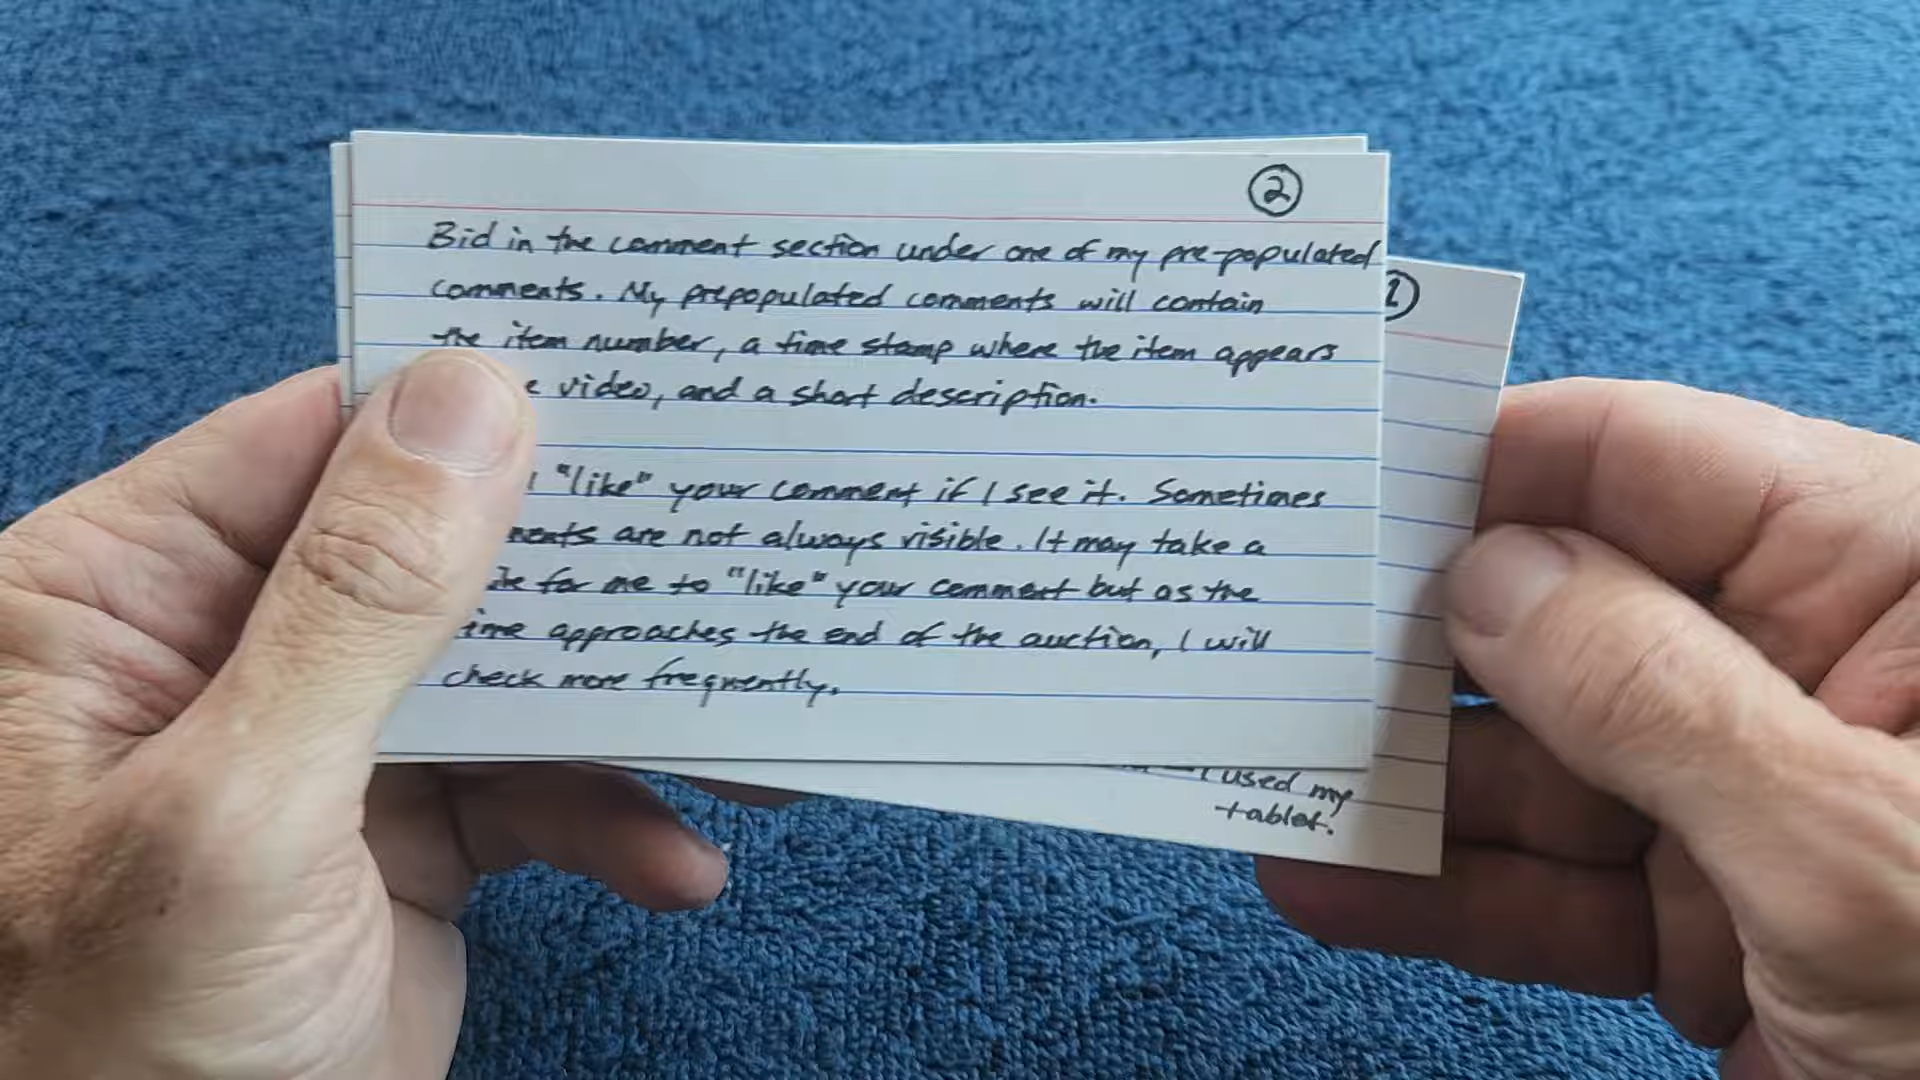 2
Bid in the comment section under one of my pre-populated
comments. My prepopulated comments will contain
the item number, a time stamp where the item appears
video, and a short description.
"like" your comment if I see it. Sometimes
are not always visible. It may take a
for me to "like" your comment but as the
approaches the end of the auction, I will
check more frequently.
1
I used my
tablet.